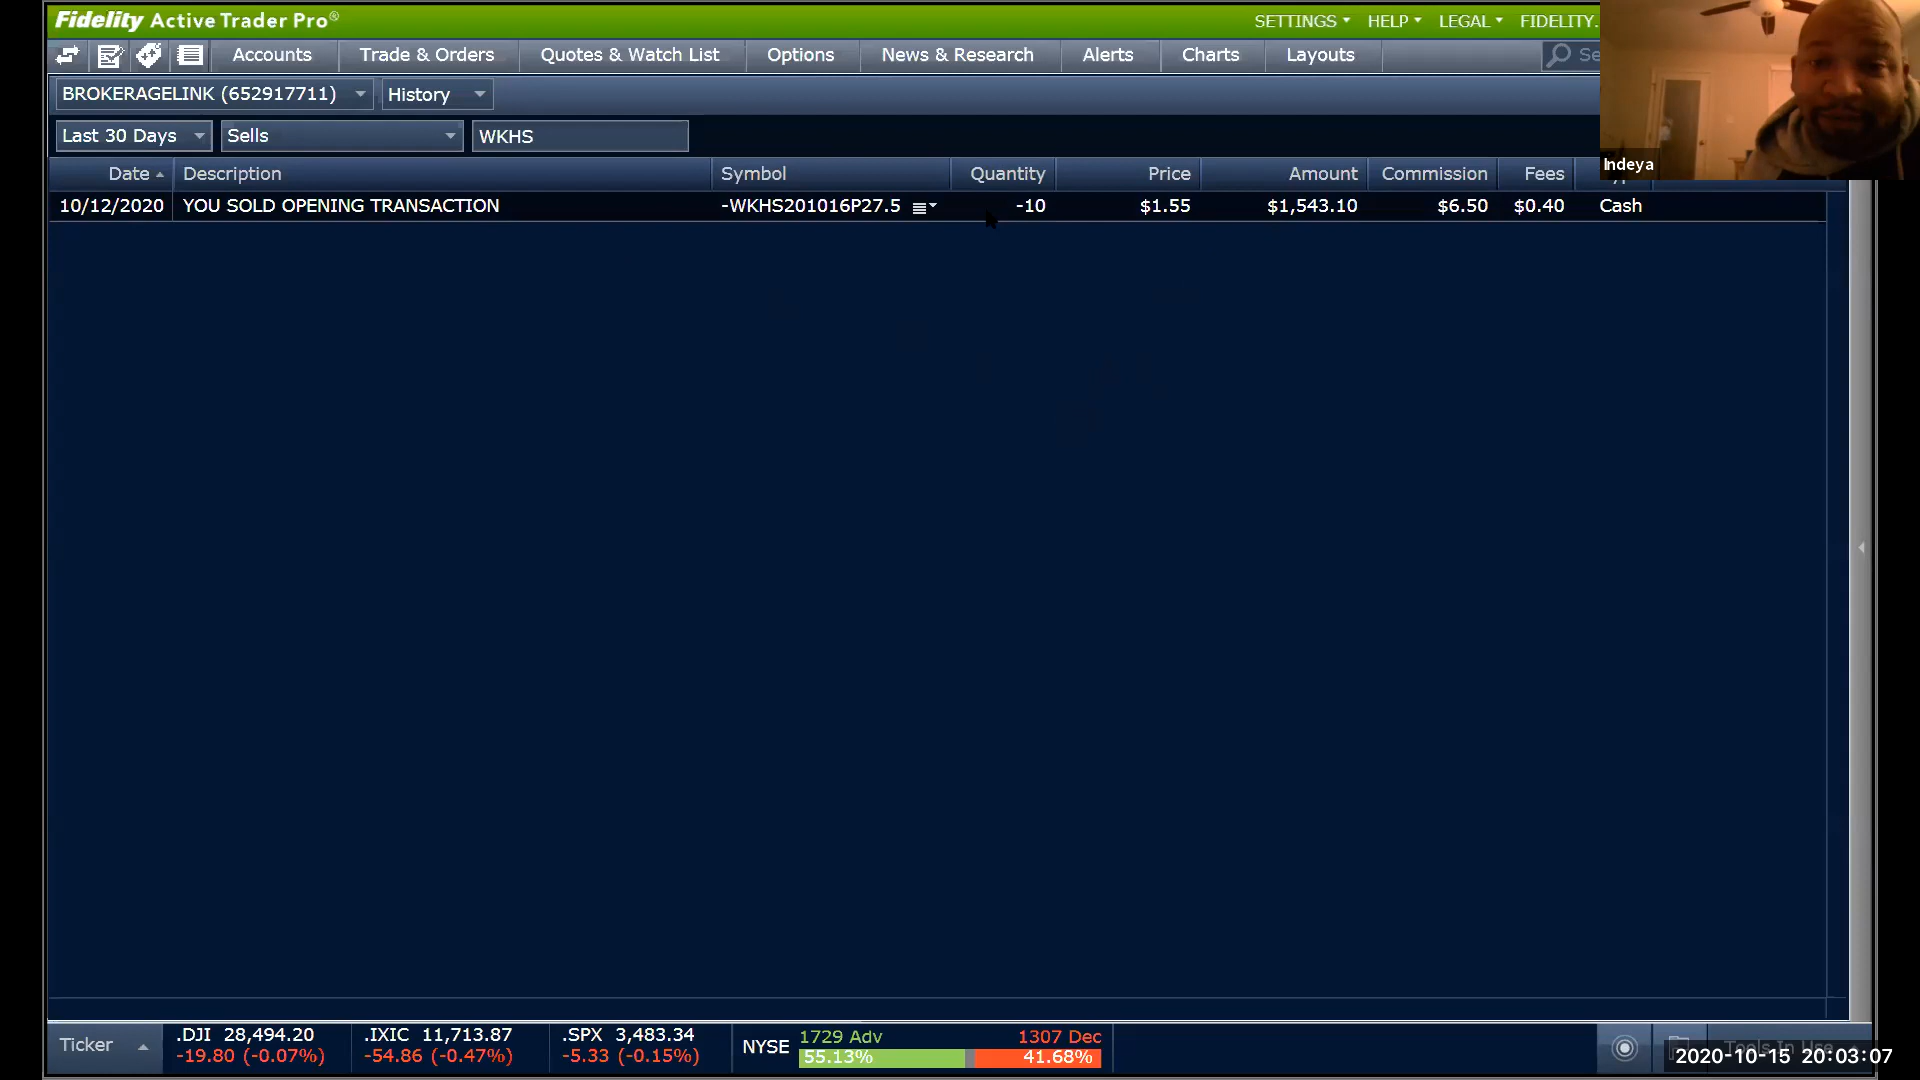 Fidelity Active Trader Pro® SETTINGS HELP LEGAL FIDELITY.
Accounts Trade & Orders Quotes & Watch List Options News & Research Alerts Charts Layouts Se
BROKERAGELINK (652917711) History
Last 30 Days Sells WKHS
Indeya
Date Description Symbol Quantity Price Amount Commission Fees
10/12/2020 YOU SOLD OPENING TRANSACTION -WKHS201016P27.5 -10 $1.55 $1,543.10 $6.50 $0.40 Cash
Ticker
.DJI 28,494.20
-19.80 (-0.07%)
.IXIC 11,713.87
-54.86 (-0.47%)
.SPX 3,483.34
-5.33 (-0.15%)
NYSE
1729 Adv 1307 Dec
55.13% 41.68%
Tools In Use
2020-10-15 20:03:07